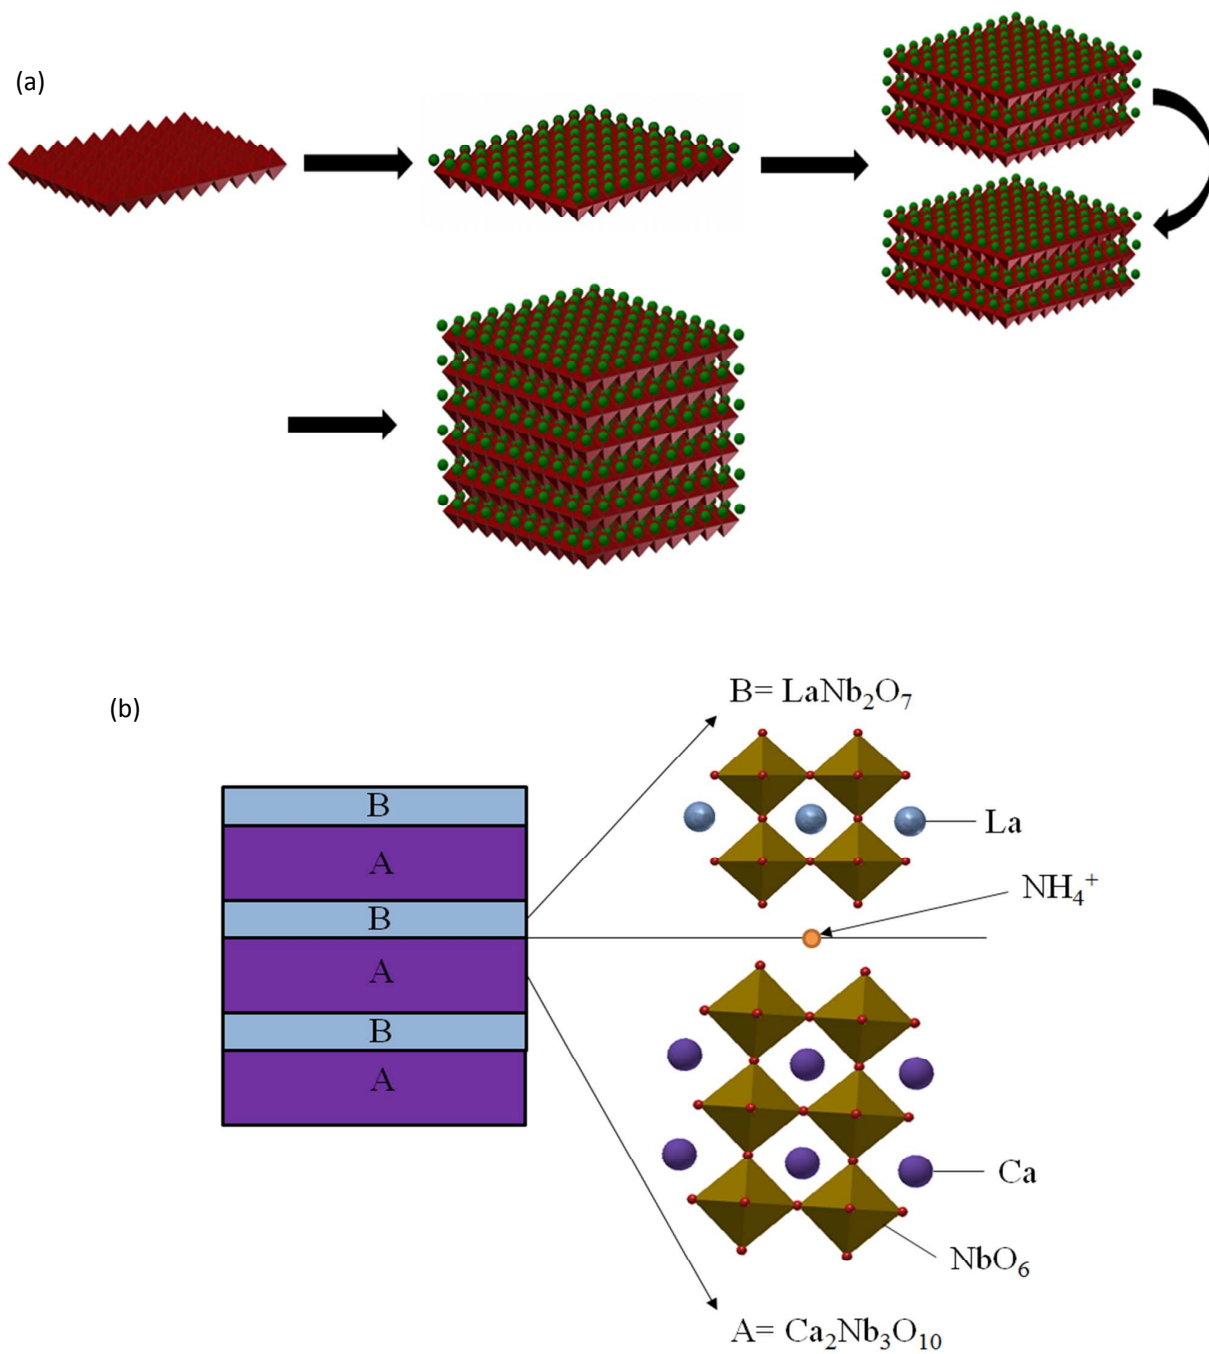 (a)
(b)
B= LaNb₂O₇
B
A
B
A
B
A
La
NH₄⁺
Ca
NbO₆
A= Ca₂Nb₃O₁₀